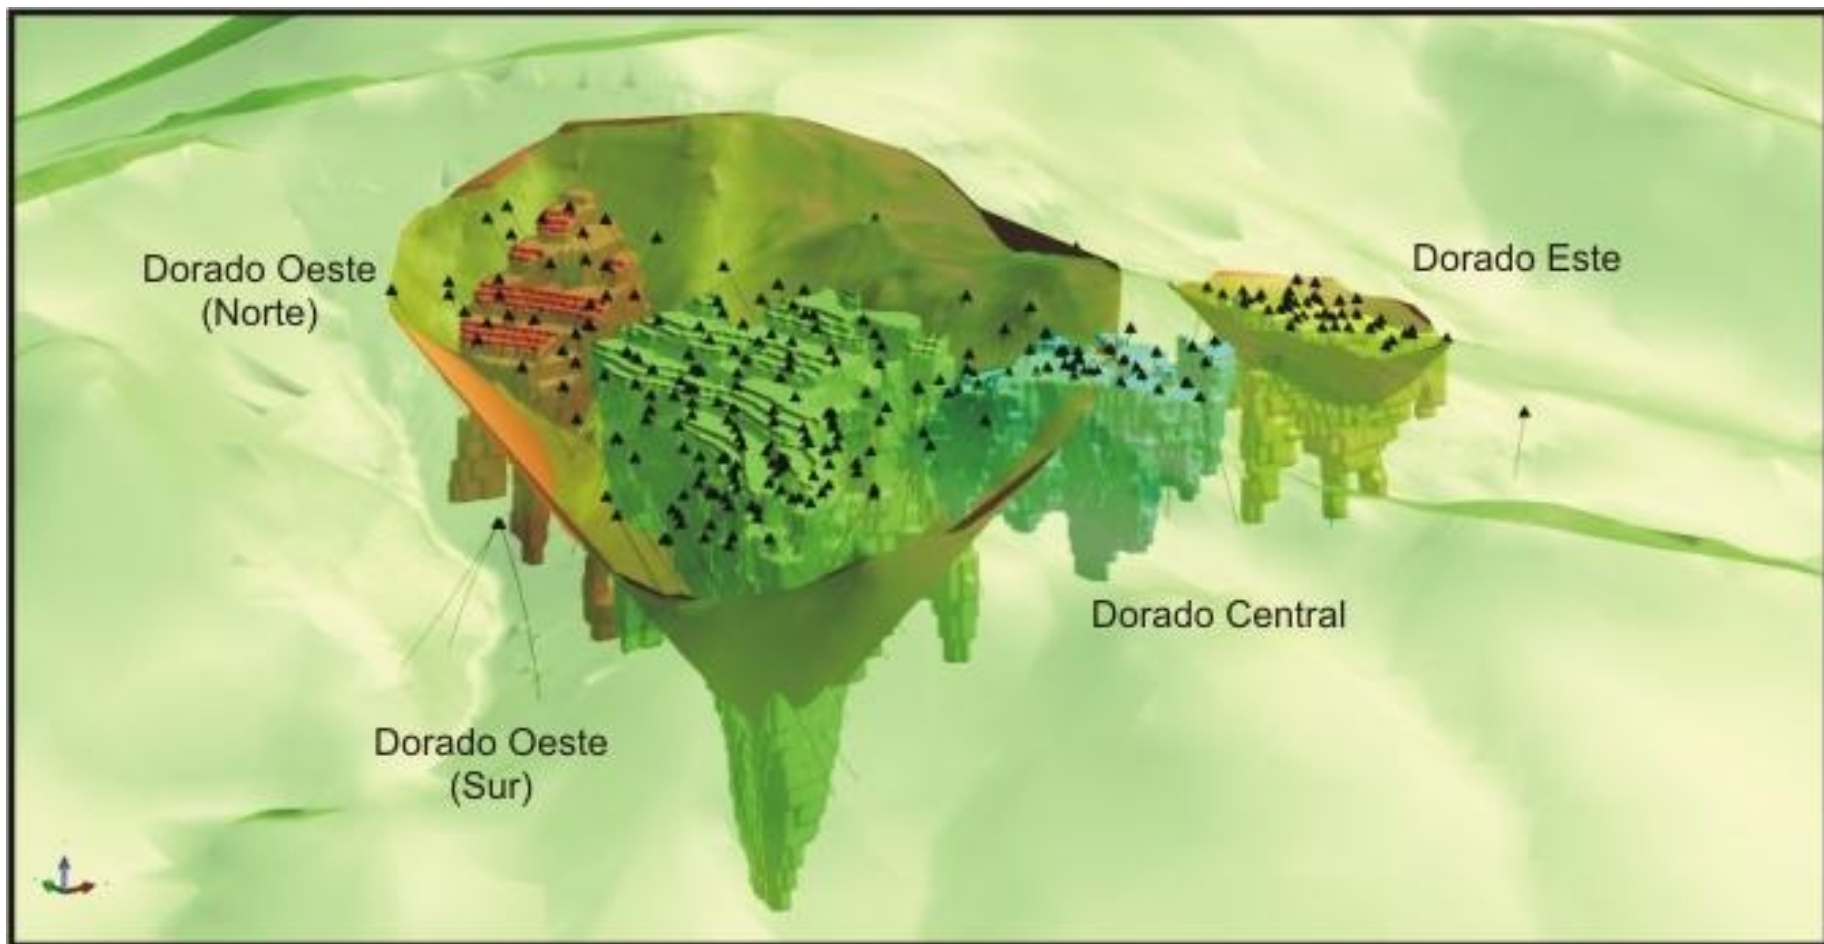 Dorado Oeste
(Norte)
Dorado Este
Dorado Central
Dorado Oeste
(Sur)